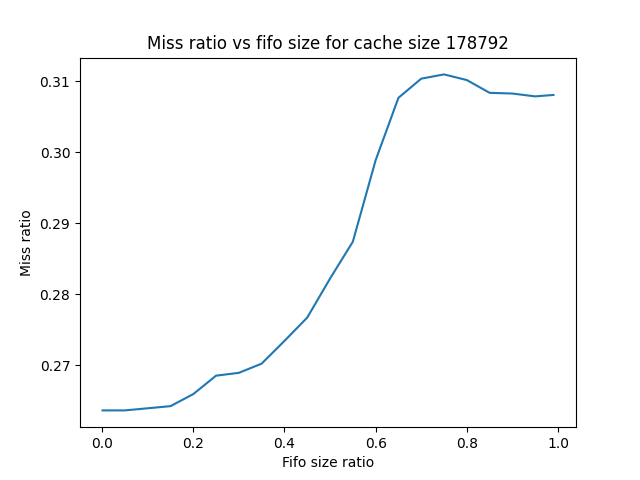 Miss ratio vs fifo size for cache size 178792
0.31
0.30
0.29
0.28
0.27
Miss ratio
0.0 0.2 0.4 0.6 0.8 1.0
Fifo size ratio